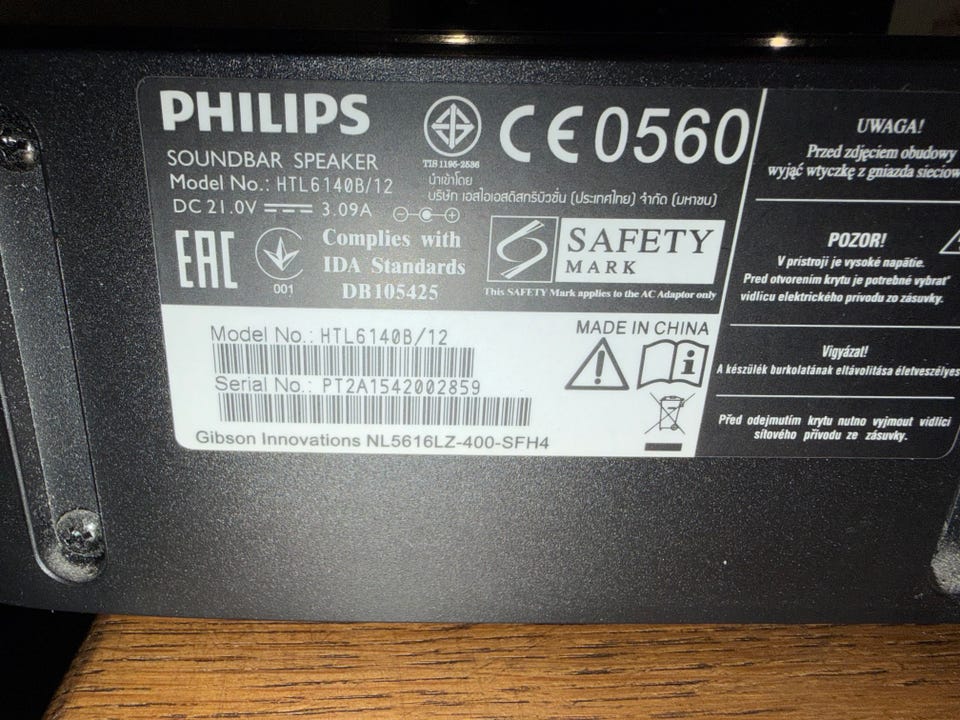 PHILIPS
SOUNDBAR SPEAKER
Model No.: HTL6140B/12
DC 21.0V 3.09A
TIS 1195-2536
CE0560
นำเข้าโดย
บริษัท เอสไอเอสดิสทริบิวชั่น (ประเทศไทย) จำกัด (มหาชน)
EAC
001
Complies with
IDA Standards
DB105425
SAFETY
MARK
This SAFETY Mark applies to the AC Adaptor only
Model No.: HTL6140B/12
Serial No.: PT2A1542002859
Gibson Innovations NL5616LZ-400-SFH4
MADE IN CHINA
UWAGA!
Przed zdjęciem obudowy
wyjąć wtyczkę z gniazda sieciow
POZOR!
V prístroji je vysoké napätie.
Pred otvorením krytu je potrebné vybrať
vidlicu elektrického prívodu zo zásuvky.
Vigyázat!
A készülék burkolatának eltávolítása életveszélyes
Před odejmutím krytu nutno vyjmout vidlici
síťového přívodu ze zásuvky.